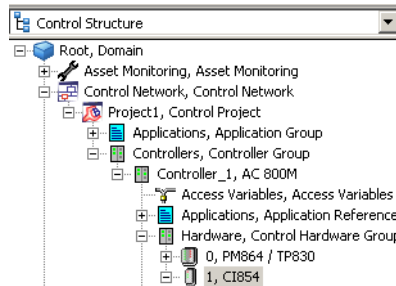 Control Structure
Root, Domain
Asset Monitoring, Asset Monitoring
Control Network, Control Network
Project1, Control Project
Applications, Application Group
Controllers, Controller Group
Controller_1, AC 800M
Access Variables, Access Variables
Applications, Application Reference
Hardware, Control Hardware Group
0, PM864 / TP830
1, CI854